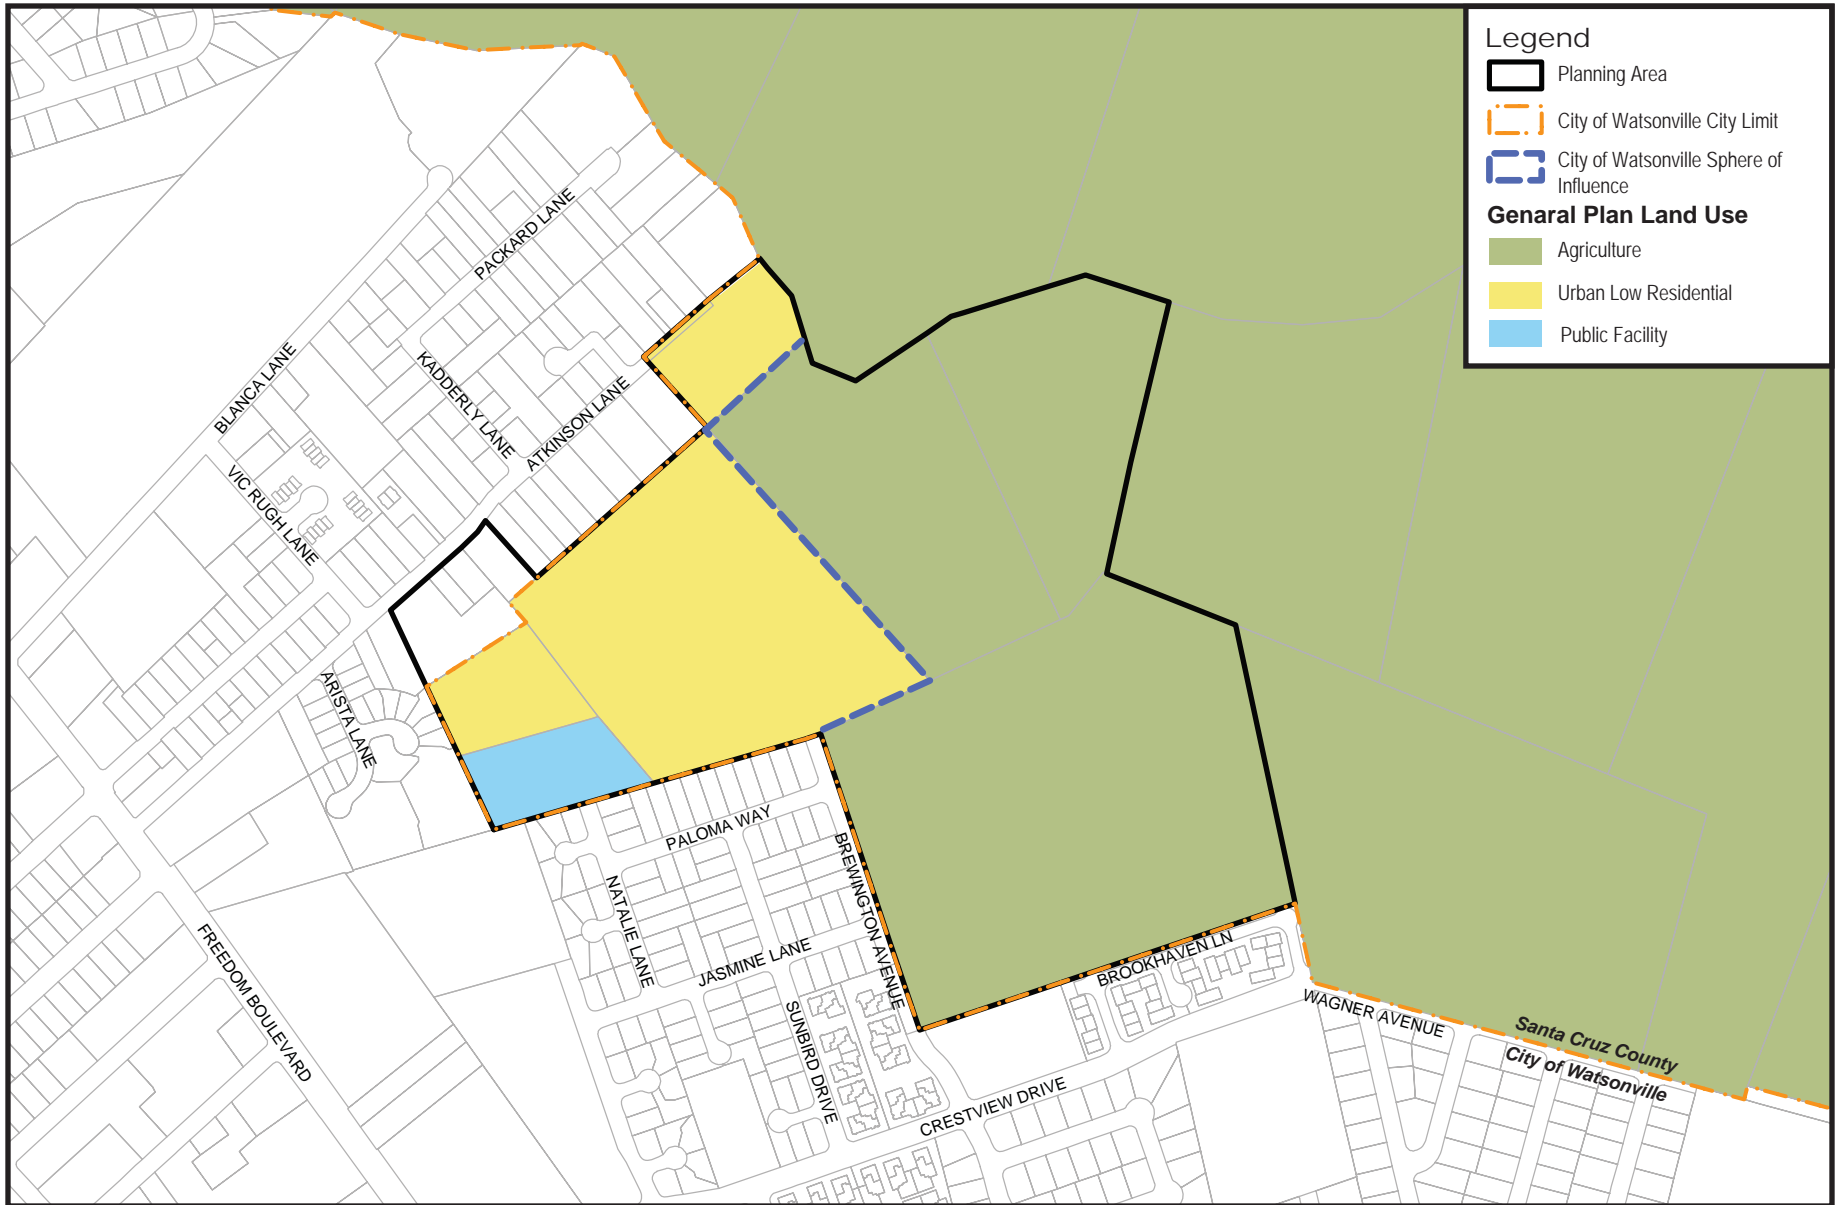 Legend
Planning Area
City of Watsonville City Limit
City of Watsonville Sphere of
Influence
Genaral Plan Land Use
Agriculture
Urban Low Residential
Public Facility
PACKARD LANE
BLANCA LANE
KADDERLY LANE
ATKINSON LANE
VIC RUGH LANE
ARISTA LANE
PALOMA WAY
BREWINGTON AVENUE
NATALIE LANE
JASMINE LANE
FREEDOM BOULEVARD
SUNBIRD DRIVE
BROOKHAVEN LN
WAGNER AVENUE
CRESTVIEW DRIVE
Santa Cruz County
City of Watsonville